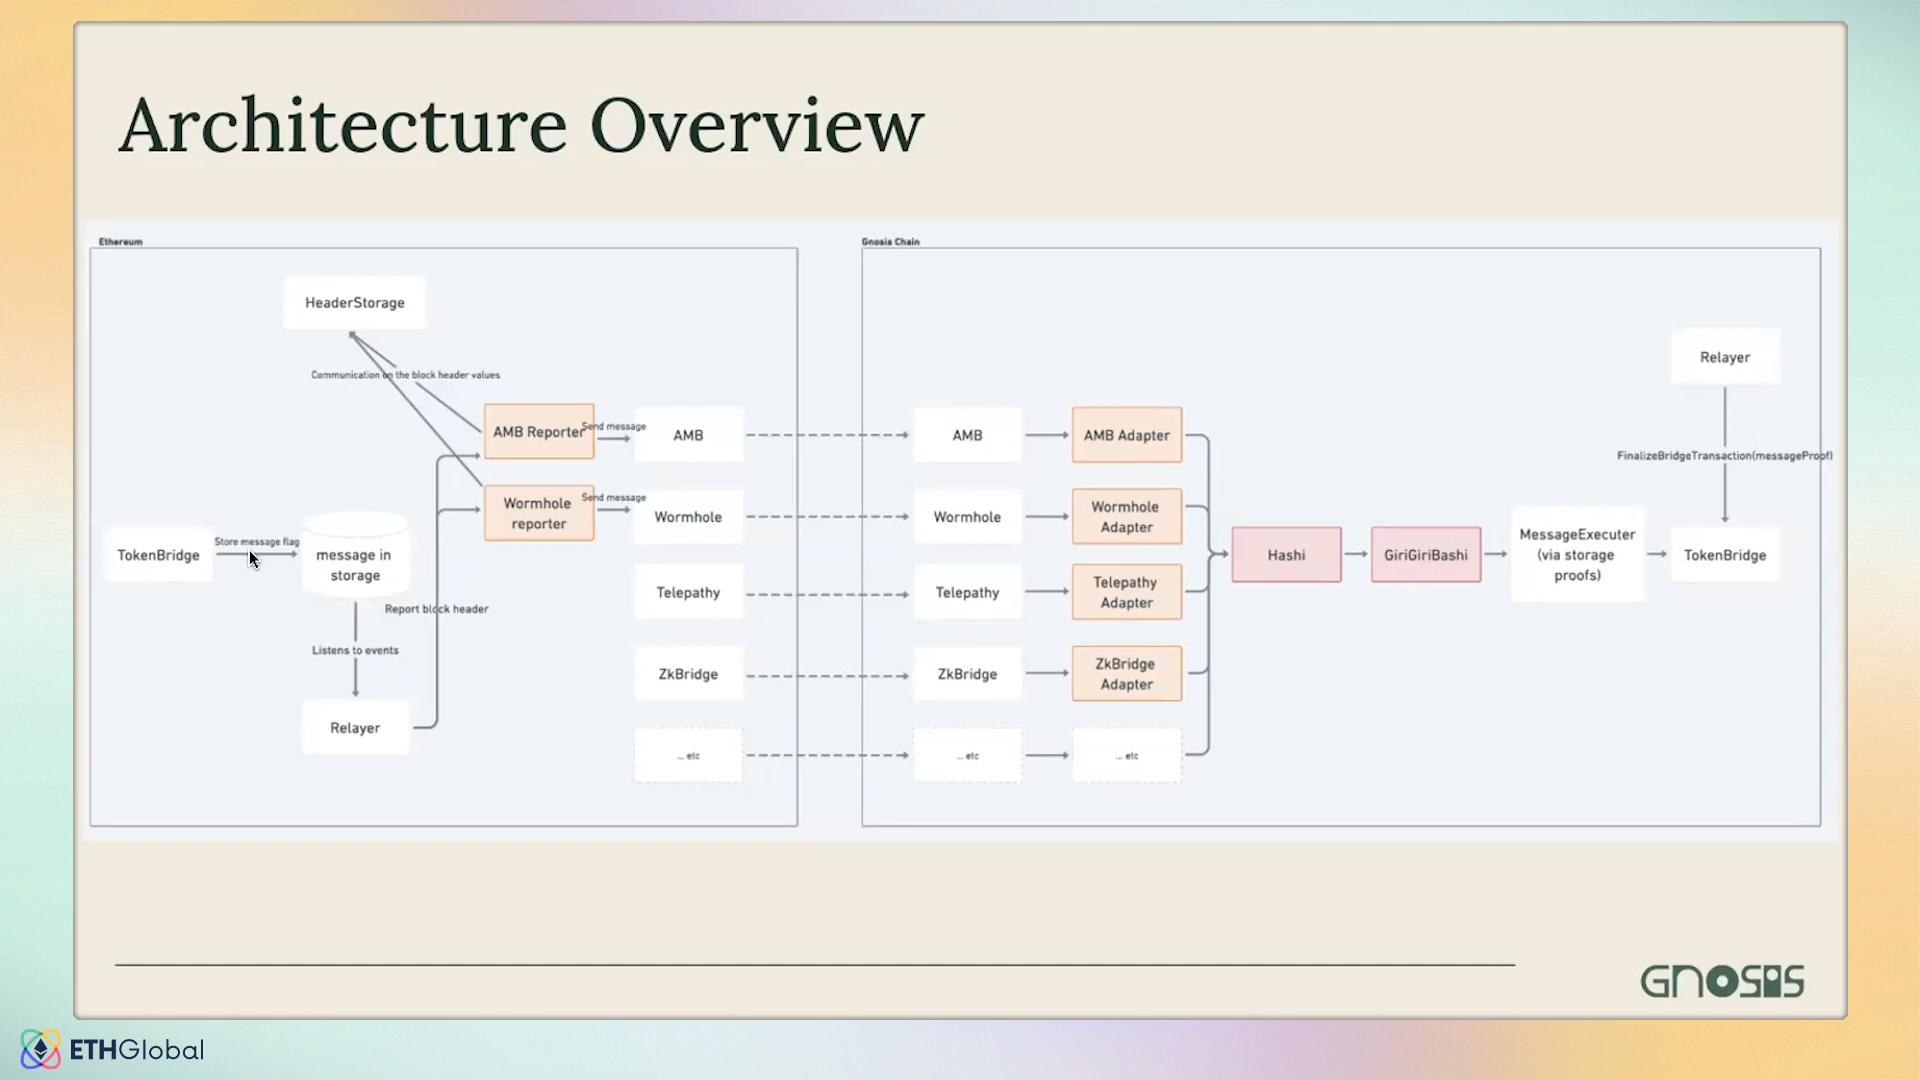 Architecture Overview
Ethereum
HeaderStorage
Communication on the block header values
AMB Reporter
Send message
AMB
Wormhole
reporter
Send message
Wormhole
TokenBridge
Store message flag
message in
storage
Report block header
Listens to events
Relayer
Telepathy
ZkBridge
... etc
Gnosis Chain
AMB
AMB Adapter
Wormhole
Wormhole
Adapter
Telepathy
Telepathy
Adapter
ZkBridge
ZkBridge
Adapter
... etc
... etc
Hashi
GiriGiriBashi
MessageExecuter
(via storage
proofs)
Relayer
FinalizeBridgeTransaction(messageProof)
TokenBridge
GNOSIS
ETHGlobal